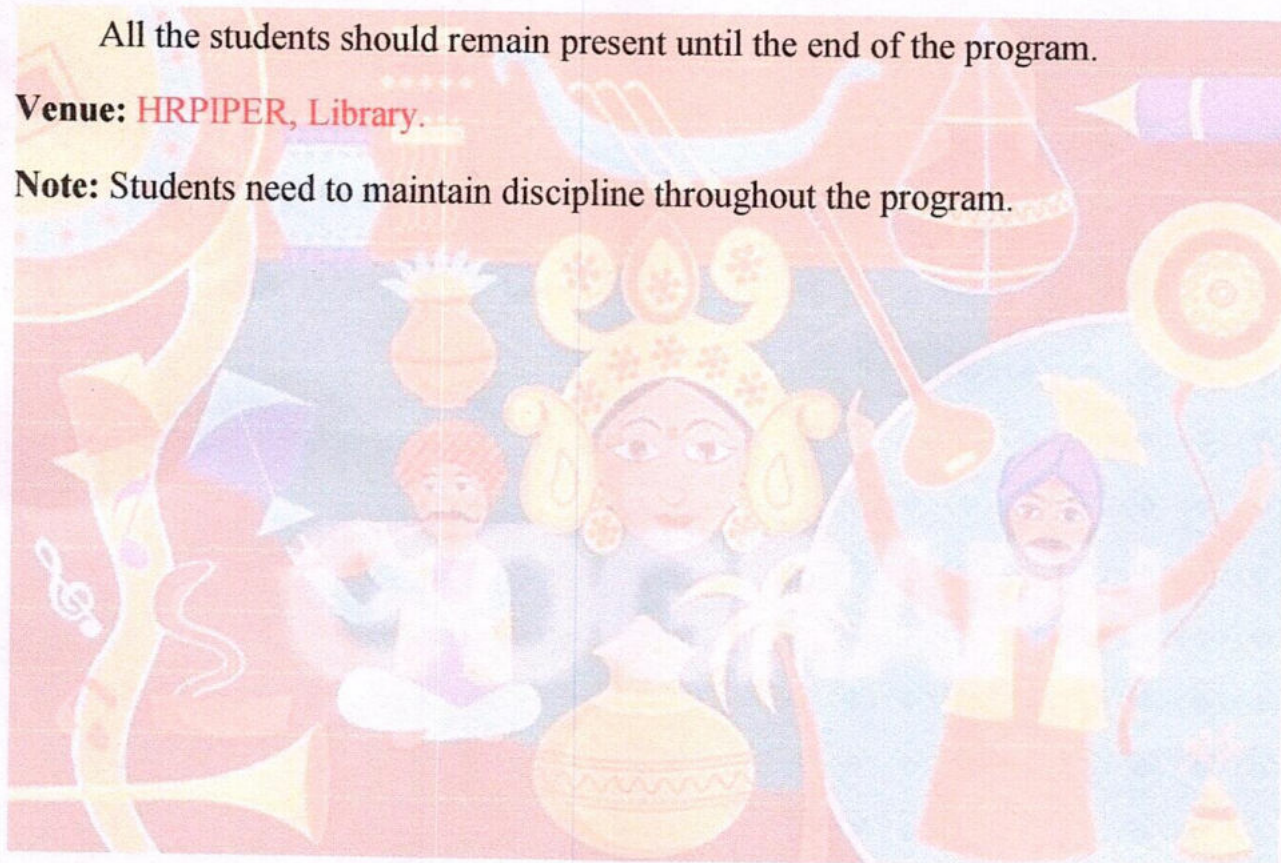 All the students should remain present until the end of the program.
Venue: HRPIPER, Library.
Note: Students need to maintain discipline throughout the program.